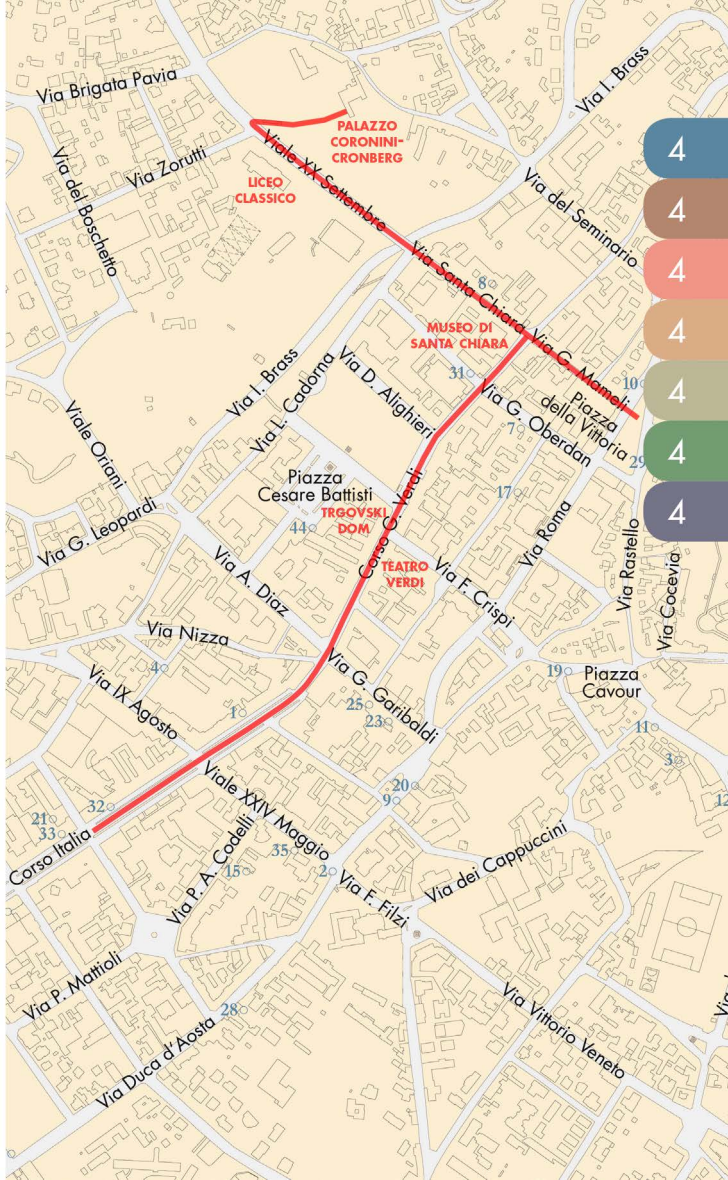 Via Brigata Pavia
Via I. Brass
PALAZZO
CORONINI-
CRONBERG
4
Via Zorutti
Viale XX Settembre
LICEO
CLASSICO
Via del Boschetto
Via del Seminario
4
4
Via Santa Chiara
8
MUSEO DI
SANTA CHIARA
Via G. Mameli
4
Via I. Brass
Via L. Cadorna
Via D. Alighieri
31
Via G. Oberdan
10
Piazza
della Vittoria
4
7
29
4
Viale Oriani
Piazza
Cesare Battisti
TRGOVSKI
DOM
44
Corso G. Verdi
17
4
Via G. Leopardi
Via Roma
Via Rastello
Via Cocevia
TEATRO
VERDI
Via A. Diaz
Via F. Crispi
Via Nizza
4
Via IX Agosto
Via G. Garibaldi
19
Piazza
Cavour
1
25
23
11
3
20
9
12
32
21
33
Corso Italia
Viale XXIV Maggio
35
15
2
Via P. A. Codelli
Via F. Filzi
Via dei Cappuccini
Via P. Mattioli
28
Via Duca d'Aosta
Via Vittorio Veneto